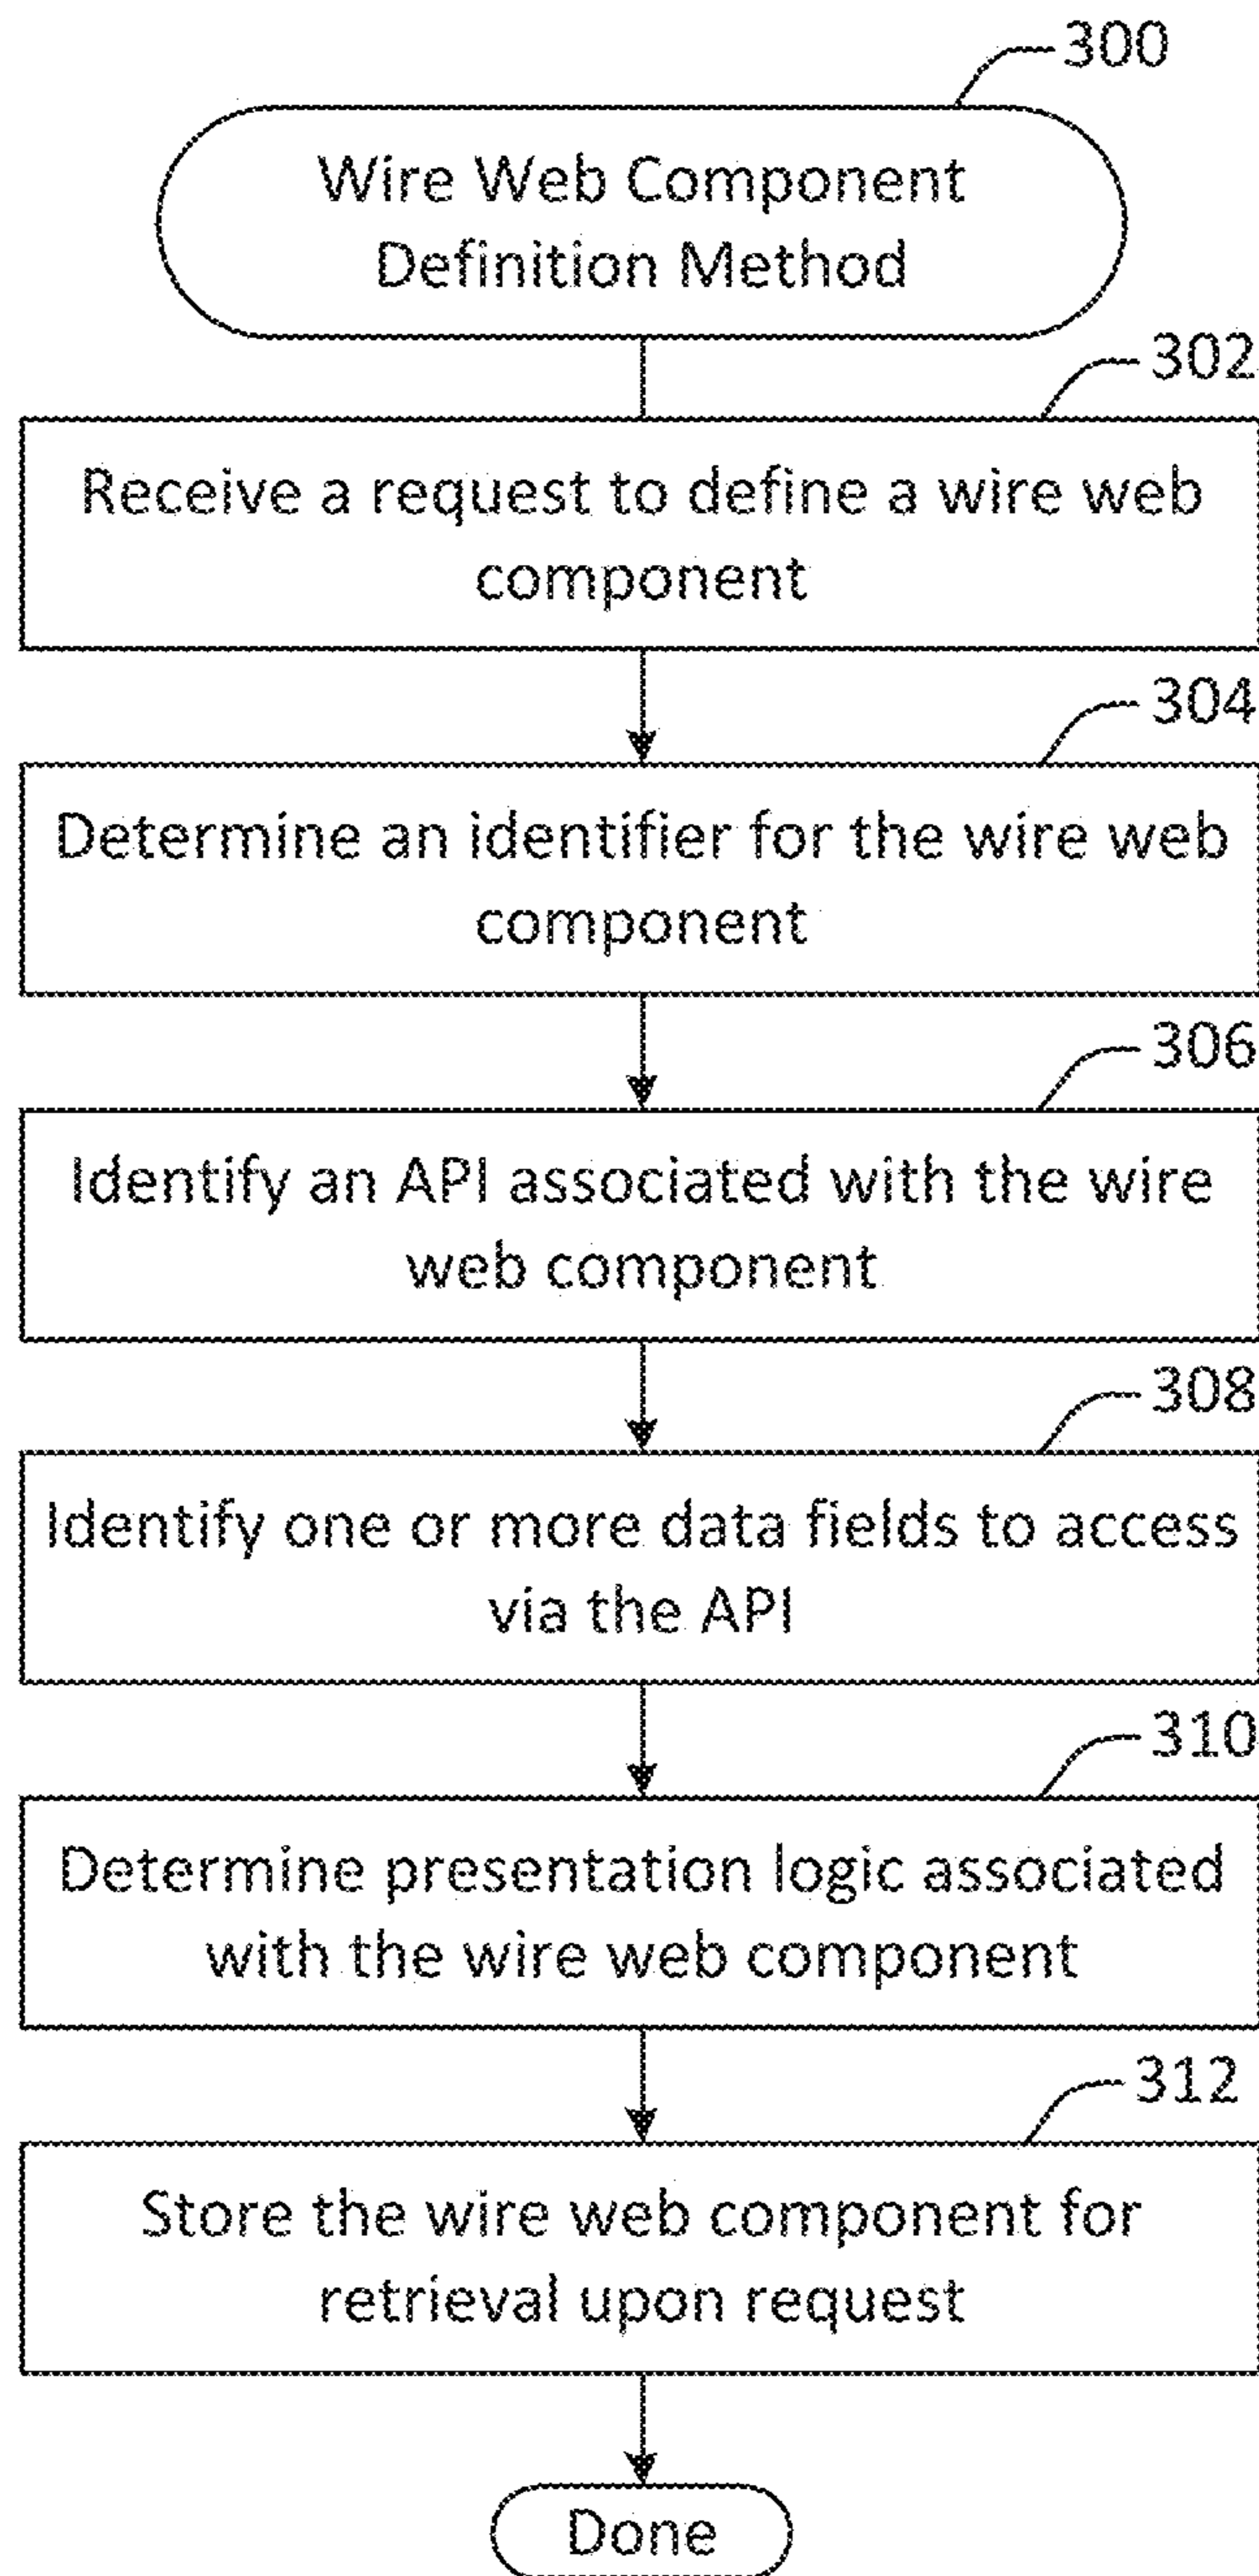 300
Wire Web Component
Definition Method
302
Receive a request to define a wire web
component
304
Determine an identifier for the wire web
component
306
Identify an API associated with the wire
web component
308
Identify one or more data fields to access
via the API
310
Determine presentation logic associated
with the wire web component
312
Store the wire web component for
retrieval upon request
Done